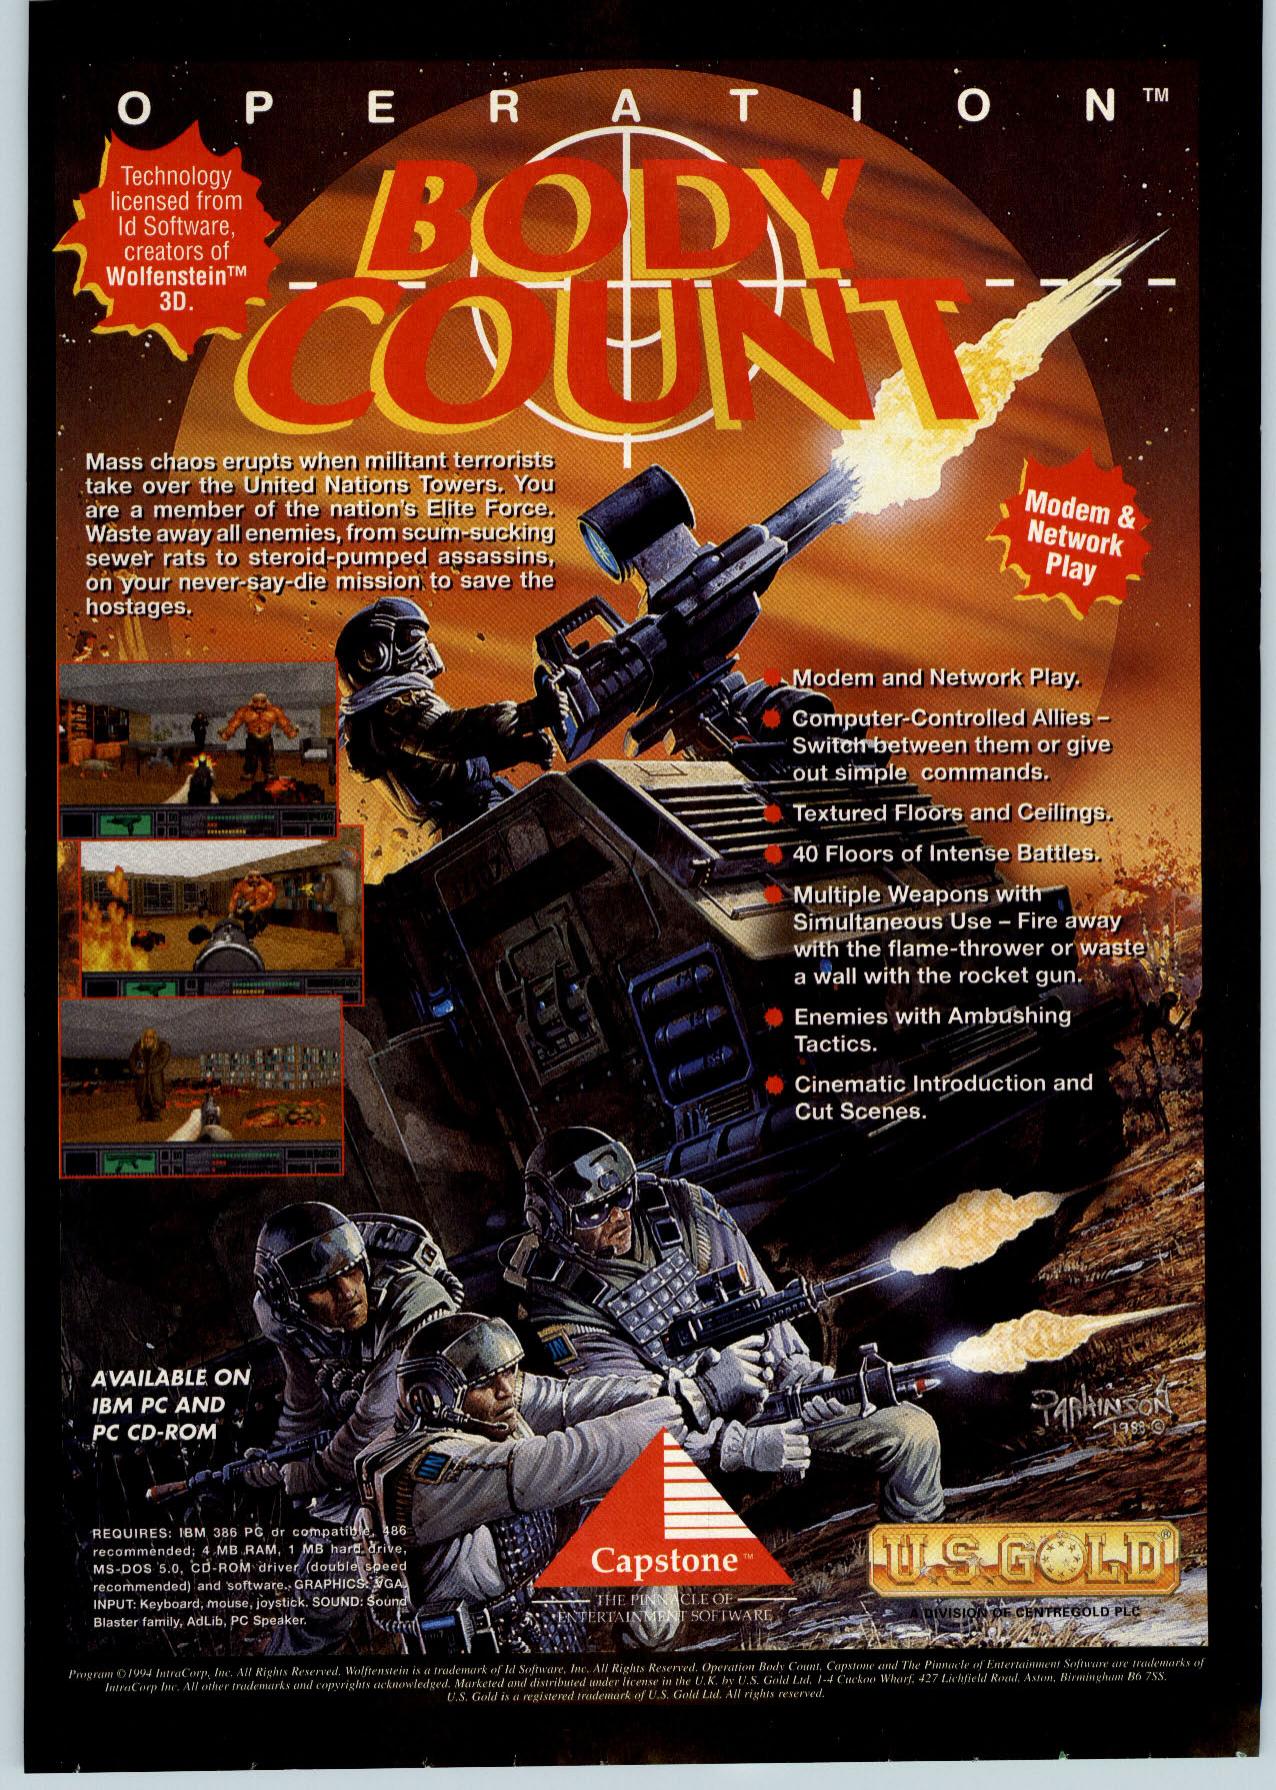 OPERATION™
BODY
COUNT
Technology
licensed from
Id Software,
creators of
Wolfenstein™
3D.
Mass chaos erupts when militant terrorists
take over the United Nations Towers. You
are a member of the nation's Elite Force.
Waste away all enemies, from scum-sucking
sewer rats to steroid-pumped assassins,
on your never-say-die mission to save the
hostages.
Modem &
Network
Play
Modem and Network Play.
Computer-Controlled Allies –
Switch between them or give
out simple commands.
Textured Floors and Ceilings.
40 Floors of Intense Battles.
Multiple Weapons with
Simultaneous Use – Fire away
with the flame-thrower or waste
a wall with the rocket gun.
Enemies with Ambushing
Tactics.
Cinematic Introduction and
Cut Scenes.
UN
UN
PARKINSON
1988 ©
AVAILABLE ON
IBM PC AND
PC CD-ROM
REQUIRES: IBM 386 PC or compatible, 486
recommended; 4 MB RAM, 1 MB hard drive,
MS-DOS 5.0, CD-ROM driver (double speed
recommended) and software. GRAPHICS: VGA.
INPUT: Keyboard, mouse, joystick. SOUND: Sound
Blaster family, AdLib, PC Speaker.
Capstone™
THE PINNACLE OF
ENTERTAINMENT SOFTWARE
U.S. GOLD®
A DIVISION OF CENTREGOLD PLC
Program ©1994 IntraCorp, Inc. All Rights Reserved. Wolftenstein is a trademark of Id Software, Inc. All Rights Reserved. Operation Body Count, Capstone and The Pinnacle of Entertainment Software are trademarks of
IntraCorp Inc. All other trademarks and copyrights acknowledged. Marketed and distributed under license in the U.K. by U.S. Gold Ltd, 1-4 Cuckoo Wharf, 427 Lichfield Road, Aston, Birmingham B6 7SS.
U.S. Gold is a registered trademark of U.S. Gold Ltd. All rights reserved.